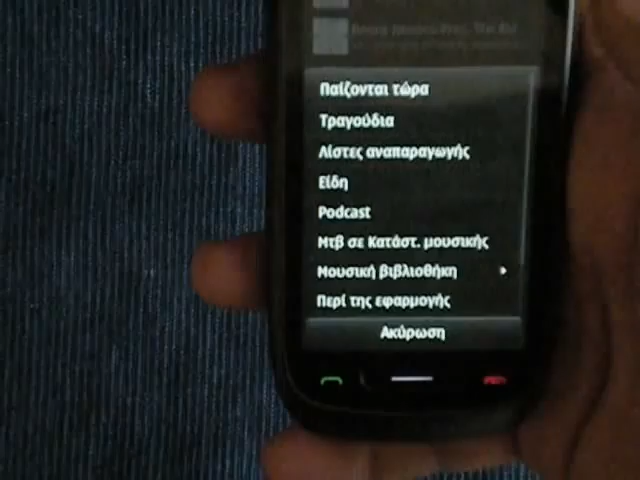 Παίζονται τώρα
Τραγούδια
Λίστες αναπαραγωγής
Είδη
Podcast
Μτβ σε Κατάστ. μουσικής
Μουσική βιβλιοθήκη
Περί της εφαρμογής
Ακύρωση